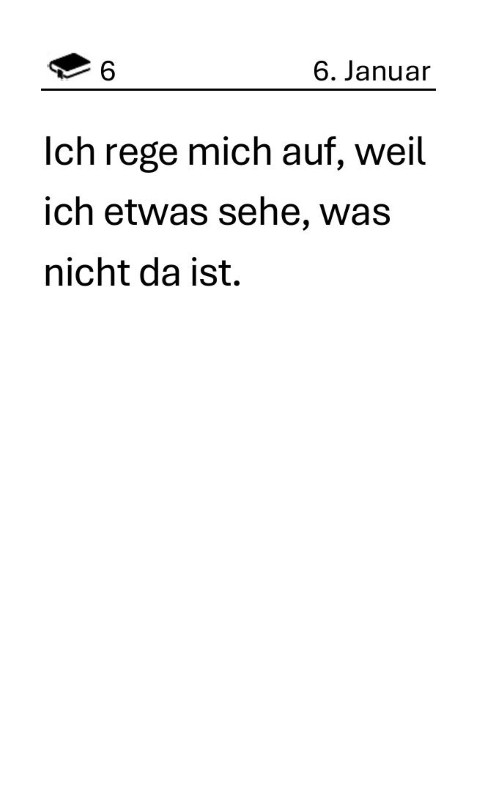 6 6. Januar
Ich rege mich auf, weil
ich etwas sehe, was
nicht da ist.